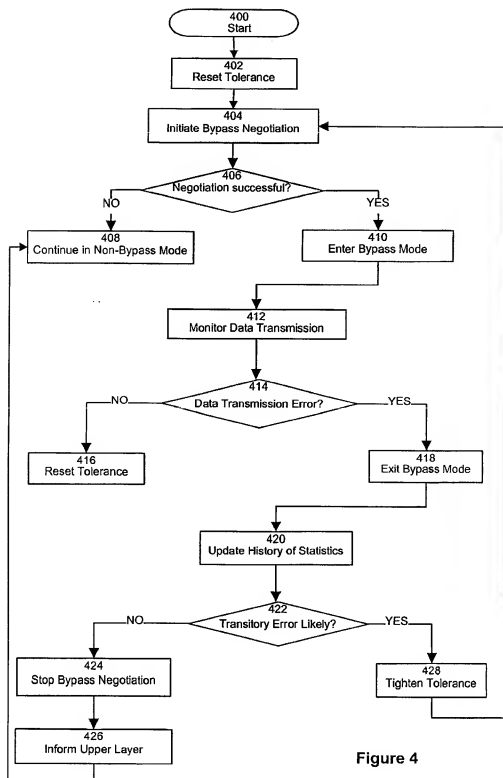 400
Start
402
Reset Tolerance
404
Initiate Bypass Negotiation
406
Negotiation successful?
NO
YES
408
Continue in Non-Bypass Mode
410
Enter Bypass Mode
412
Monitor Data Transmission
414
Data Transmission Error?
NO
YES
416
Reset Tolerance
418
Exit Bypass Mode
420
Update History of Statistics
422
Transitory Error Likely?
NO
YES
424
Stop Bypass Negotiation
428
Tighten Tolerance
426
Inform Upper Layer
Figure 4